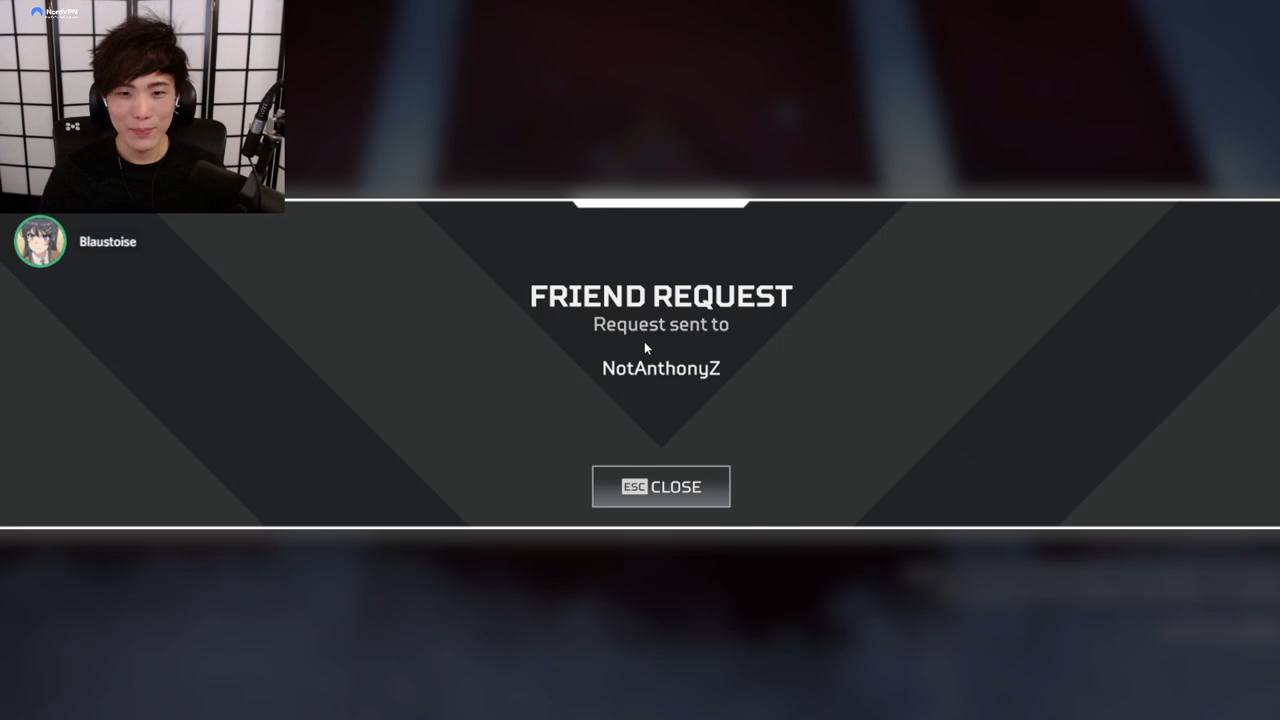 NordVPN
Blaustoise
FRIEND REQUEST
Request sent to
NotAnthonyZ
ESC CLOSE